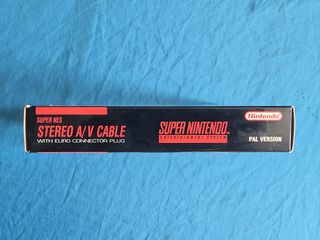 SUPER NES
STEREO A/V CABLE
WITH EURO CONNECTOR PLUG
SUPER NINTENDO
ENTERTAINMENT SYSTEM
Nintendo
PAL VERSION